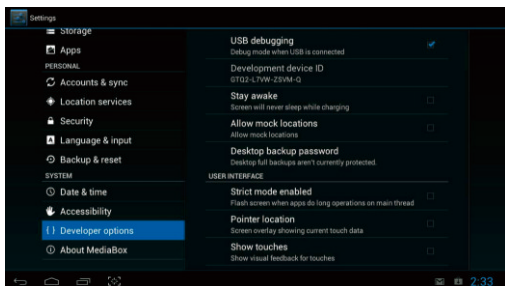 Settings
Storage
Apps
PERSONAL
Accounts & sync
Location services
Security
Language & input
Backup & reset
SYSTEM
Date & time
Accessibility
{ } Developer options
About MediaBox
USB debugging
Debug mode when USB is connected
Development device ID
GTQ2-L7VW-ZSVM-Q
Stay awake
Screen will never sleep while charging
Allow mock locations
Allow mock locations
Desktop backup password
Desktop full backups aren't currently protected.
USER INTERFACE
Strict mode enabled
Flash screen when apps do long operations on main thread
Pointer location
Screen overlay showing current touch data
Show touches
Show visual feedback for touches
2:33